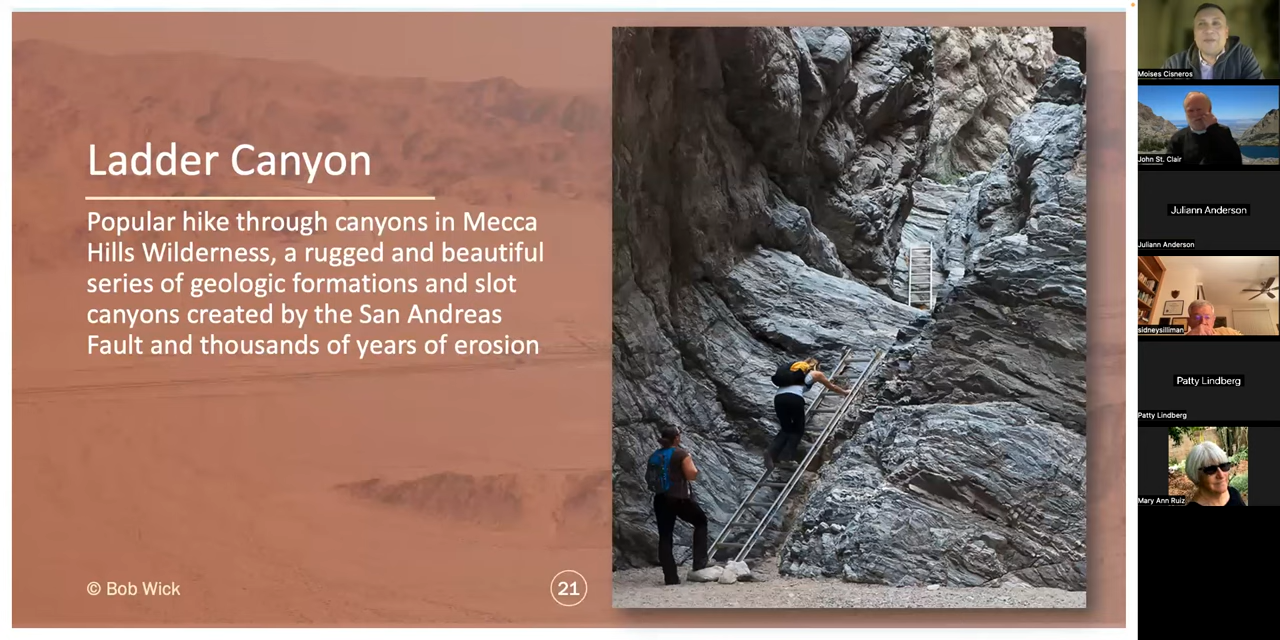 Ladder Canyon
Popular hike through canyons in Mecca
Hills Wilderness, a rugged and beautiful
series of geologic formations and slot
canyons created by the San Andreas
Fault and thousands of years of erosion
© Bob Wick
21
Moises Cisneros
John St. Clair
Juliann Anderson
Juliann Anderson
sidneysilliman
Patty Lindberg
Patty Lindberg
Mary Ann Ruiz